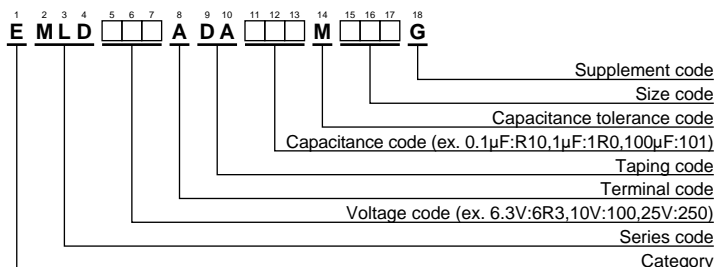 1 2 3 4 5 6 7 8 9 10 11 12 13 14 15 16 17 18
E M L D A D A M G
Supplement code
Size code
Capacitance tolerance code
Capacitance code (ex. 0.1µF:R10,1µF:1R0,100µF:101)
Taping code
Terminal code
Voltage code (ex. 6.3V:6R3,10V:100,25V:250)
Series code
Category